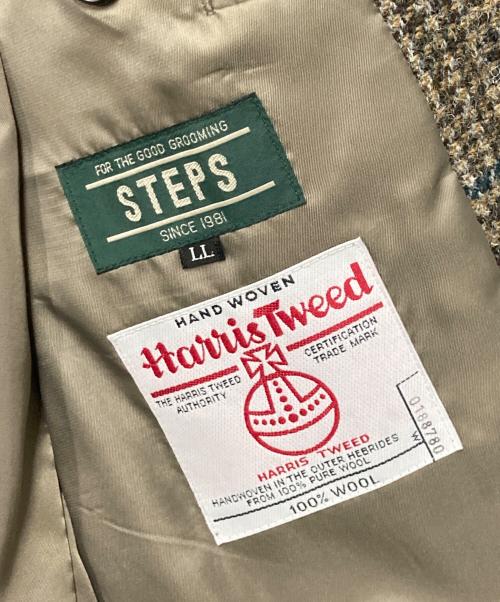 FOR THE GOOD GROOMING
STEPS
SINCE 1981
LL
HAND WOVEN
Harris Tweed
THE HARRIS TWEED
AUTHORITY
CERTIFICATION
TRADE MARK
HARRIS TWEED
HANDWOVEN IN THE OUTER HEBRIDES
FROM 100% PURE WOOL
100% WOOL
W
0188780